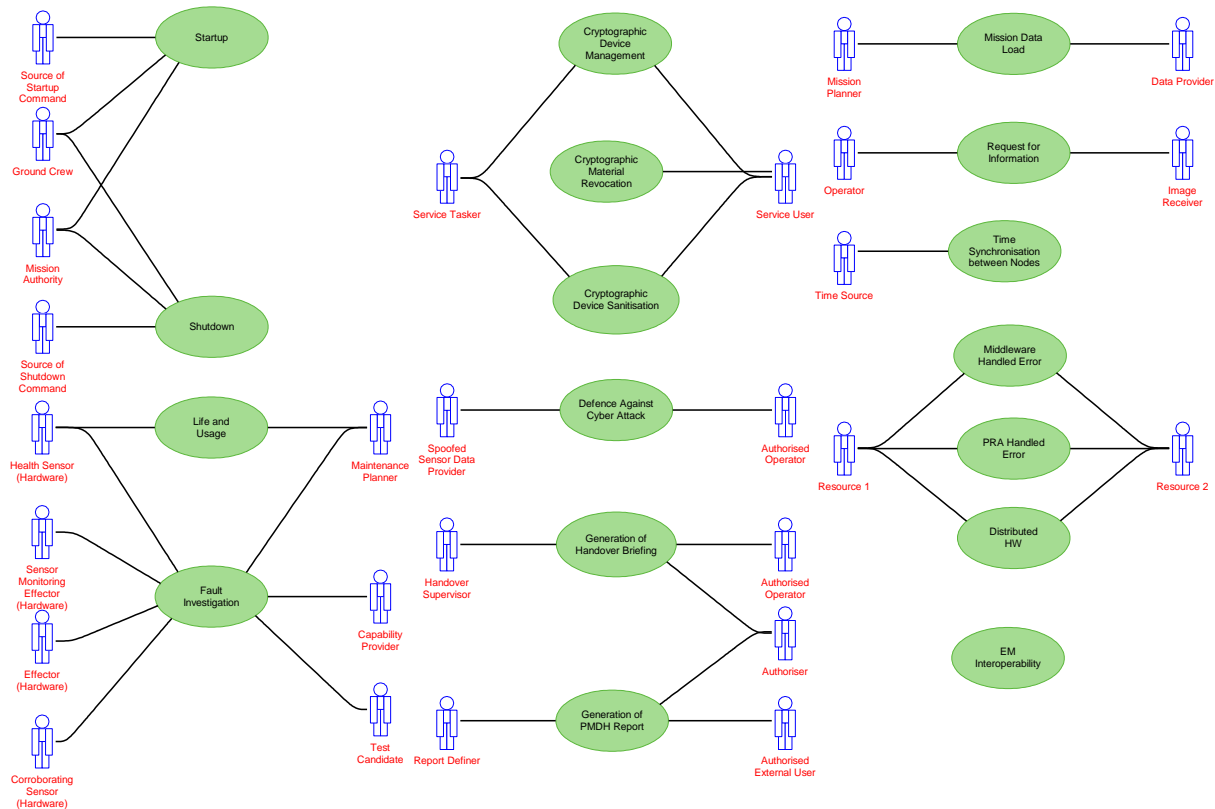 Startup
Source of
Startup
Command
Ground Crew
Mission
Authority
Shutdown
Source of
Shutdown
Command
Cryptographic
Device
Management
Cryptographic
Material
Revocation
Service Tasker
Service User
Cryptographic
Device Sanitisation
Mission Data
Load
Mission
Planner
Data Provider
Request for
Information
Operator
Image
Receiver
Time
Synchronisation
between Nodes
Time Source
Life and
Usage
Health Sensor
(Hardware)
Maintenance
Planner
Sensor
Monitoring
Effector
(Hardware)
Fault
Investigation
Capability
Provider
Effector
(Hardware)
Test
Candidate
Corroborating
Sensor
(Hardware)
Defence Against
Cyber Attack
Spoofed
Sensor Data
Provider
Authorised
Operator
Generation of
Handover Briefing
Handover
Supervisor
Authorised
Operator
Authoriser
Generation of
PMDH Report
Report Definer
Authorised
External User
Middleware
Handled Error
PRA Handled
Error
Resource 1
Resource 2
Distributed
HW
EM
Interoperability